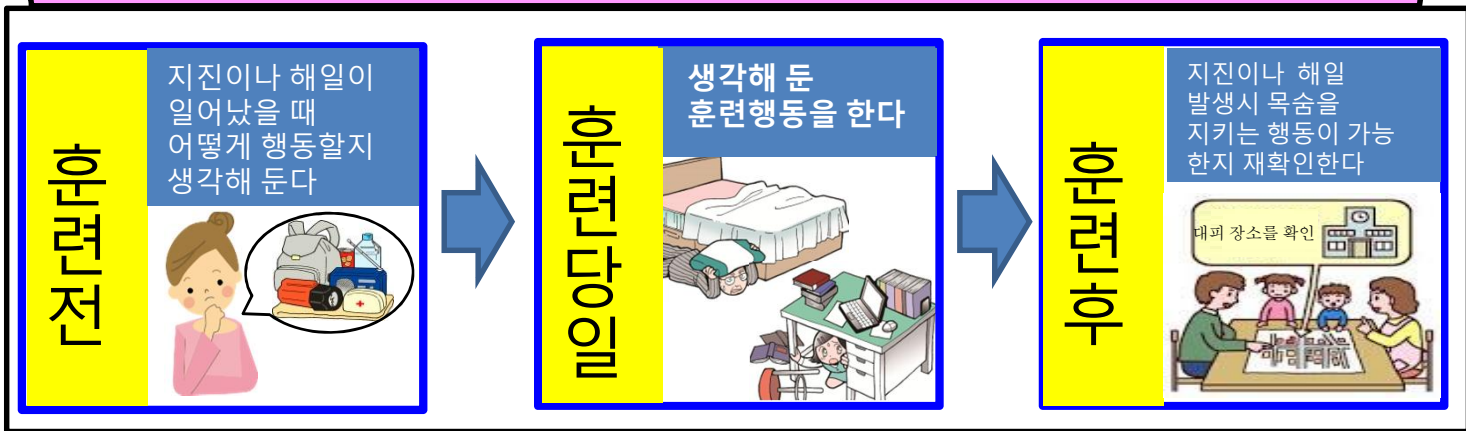 훈련전
지진이나 해일이
일어났을 때
어떻게 행동할지
생각해 둔다
훈련당일
생각해 둔
훈련행동을 한다
훈련후
지진이나 해일
발생시 목숨을
지키는 행동이 가능
한지 재확인한다
대피 장소를 확인